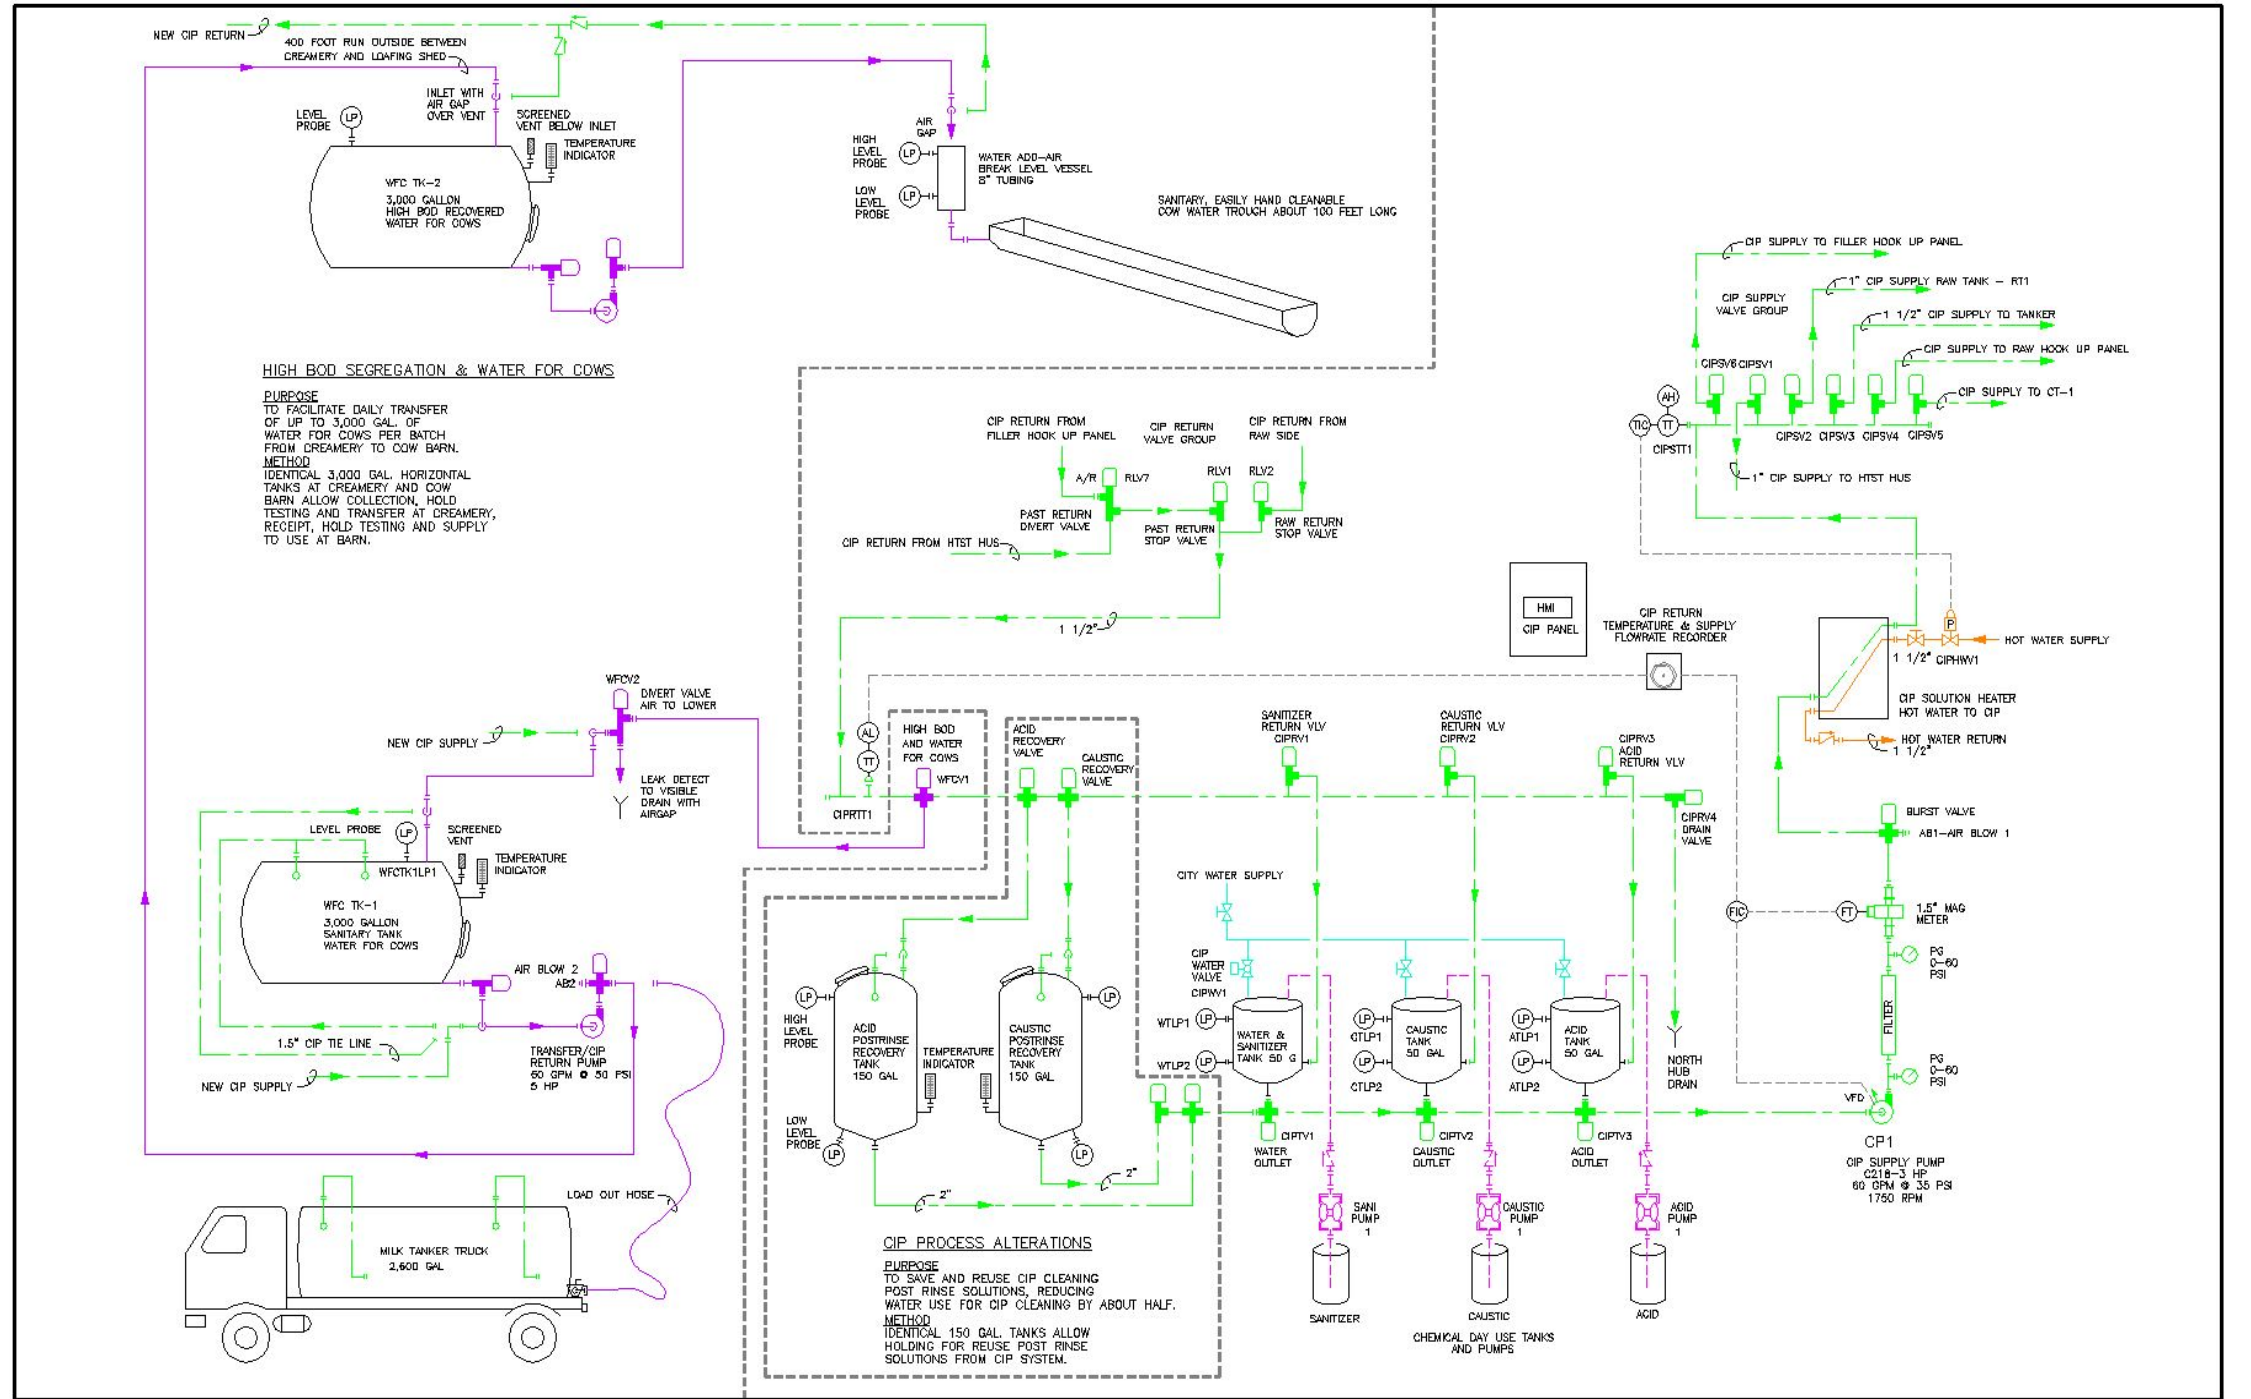 NEW CIP RETURN
400 FOOT RUN OUTSIDE BETWEEN
CREAMERY AND LOAFING SHED
INLET WITH
AIR GAP
OVER VENT
LEVEL
PROBE
LP
SCREENED
VENT BELOW INLET
TEMPERATURE
INDICATOR
WFC TK-2
3,000 GALLON
HIGH BOD RECOVERED
WATER FOR COWS
AIR
GAP
HIGH
LEVEL
PROBE
LP
LOW
LEVEL
PROBE
LP
WATER ADD-AIR
BREAK LEVEL VESSEL
8" TUBING
SANITARY, EASILY HAND CLEANABLE
COW WATER TROUGH ABOUT 100 FEET LONG
HIGH BOD SEGREGATION & WATER FOR COWS
PURPOSE
TO FACILITATE DAILY TRANSFER
OF UP TO 3,000 GAL. OF
WATER FOR COWS PER BATCH
FROM CREAMERY TO COW BARN.
METHOD
IDENTICAL 3,000 GAL. HORIZONTAL
TANKS AT CREAMERY AND COW
BARN ALLOW COLLECTION, HOLD
TESTING AND TRANSFER AT CREAMERY,
RECEIPT, HOLD TESTING AND SUPPLY
TO USE AT BARN.
CIP SUPPLY TO FILLER HOOK UP PANEL
1" CIP SUPPLY RAW TANK - RT1
CIP SUPPLY
VALVE GROUP
1 1/2" CIP SUPPLY TO TANKER
CIP SUPPLY TO RAW HOOK UP PANEL
CIPSV6
CIPSV1
CIP SUPPLY TO CT-1
AH
TIC
TT
CIPSTT1
CIPSV2
CIPSV3
CIPSV4
CIPSV5
1" CIP SUPPLY TO HTST HUS
CIP RETURN FROM
FILLER HOOK UP PANEL
CIP RETURN
VALVE GROUP
CIP RETURN FROM
RAW SIDE
A/R
RLV7
RLV1
RLV2
PAST RETURN
DIVERT VALVE
PAST RETURN
STOP VALVE
RAW RETURN
STOP VALVE
CIP RETURN FROM HTST HUS
1 1/2"
HMI
CIP PANEL
CIP RETURN
TEMPERATURE & SUPPLY
FLOWRATE RECORDER
P
HOT WATER SUPPLY
1 1/2"
CIPHWV1
CIP SOLUTION HEATER
HOT WATER TO CIP
HOT WATER RETURN
1 1/2"
WFCV2
DIVERT VALVE
AIR TO LOWER
NEW CIP SUPPLY
LEAK DETECT
TO VISIBLE
DRAIN WITH
AIRGAP
AL
TT
CIPRTT1
HIGH BOD
AND WATER
FOR COWS
WFCV1
ACID
RECOVERY
VALVE
CAUSTIC
RECOVERY
VALVE
SANITIZER
RETURN VLV
CIPRV1
CAUSTIC
RETURN VLV
CIPRV2
CIPRV3
ACID
RETURN VLV
CIPRV4
DRAIN
VALVE
BURST VALVE
AB1-AIR BLOW 1
LEVEL PROBE
LP
SCREENED
VENT
TEMPERATURE
INDICATOR
WFCTK1LP1
WFC TK-1
3,000 GALLON
SANITARY TANK
WATER FOR COWS
AIR BLOW 2
AB2
1.5" CIP TIE LINE
NEW CIP SUPPLY
TRANSFER/CIP
RETURN PUMP
60 GPM @ 50 PSI
5 HP
CITY WATER SUPPLY
FIC
FT
1.5" MAG
METER
PG
0-60
PSI
FILTER
PG
0-60
PSI
CIP
WATER
VALVE
CIPWV1
LP
HIGH
LEVEL
PROBE
ACID
POSTRINSE
RECOVERY
TANK
150 GAL
TEMPERATURE
INDICATOR
CAUSTIC
POSTRINSE
RECOVERY
TANK
150 GAL
LP
LOW
LEVEL
PROBE
LP
LP
WTLP1
LP
WTLP2
LP
WATER &
SANITIZER
TANK 50 G
LP
CTLP1
LP
CTLP2
CAUSTIC
TANK
50 GAL
LP
ATLP1
LP
ATLP2
ACID
TANK
50 GAL
NORTH
HUB
DRAIN
VFD
CP1
CIP SUPPLY PUMP
C216-3 HP
60 GPM @ 35 PSI
1750 RPM
CIPTV1
WATER
OUTLET
CIPTV2
CAUSTIC
OUTLET
CIPTV3
ACID
OUTLET
2"
2"
SANI
PUMP
1
CAUSTIC
PUMP
1
ACID
PUMP
1
SANITIZER
CAUSTIC
ACID
CHEMICAL DAY USE TANKS
AND PUMPS
LOAD OUT HOSE
MILK TANKER TRUCK
2,600 GAL
CIP PROCESS ALTERATIONS
PURPOSE
TO SAVE AND REUSE CIP CLEANING
POST RINSE SOLUTIONS, REDUCING
WATER USE FOR CIP CLEANING BY ABOUT HALF.
METHOD
IDENTICAL 150 GAL. TANKS ALLOW
HOLDING FOR REUSE POST RINSE
SOLUTIONS FROM CIP SYSTEM.